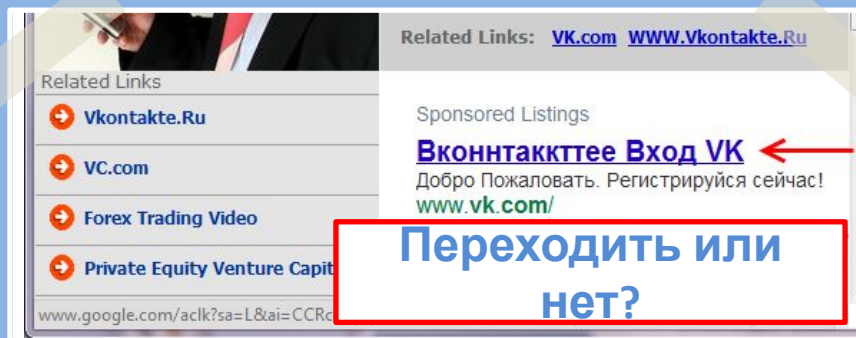 Related Links: VK.com WWW.Vkontakte.Ru
Related Links
Vkontakte.Ru
VC.com
Forex Trading Video
Private Equity Venture Capit
www.google.com/aclk?sa=L&ai=CCRc
Sponsored Listings
Вконнтаккттее Вход VK
Добро Пожаловать. Регистрируйся сейчас!
www.vk.com/
Переходить или
нет?